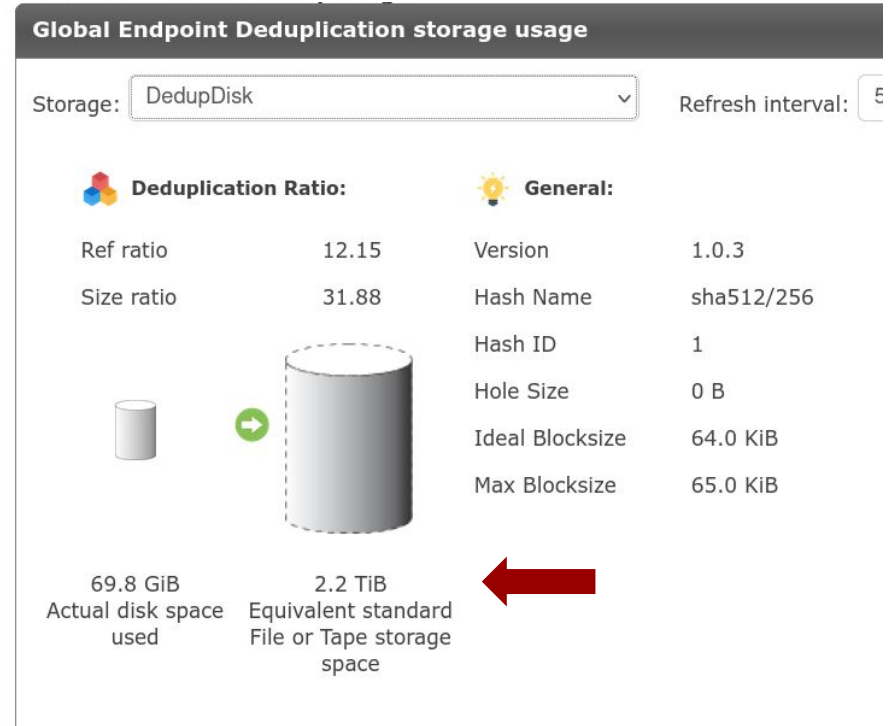 Global Endpoint Deduplication storage usage
Storage: DedupDisk Refresh interval: 5
Deduplication Ratio: General:
Ref ratio 12.15 Version 1.0.3
Size ratio 31.88 Hash Name sha512/256
Hash ID 1
Hole Size 0 B
Ideal Blocksize 64.0 KiB
Max Blocksize 65.0 KiB
69.8 GiB 2.2 TiB
Actual disk space Equivalent standard
used File or Tape storage
space